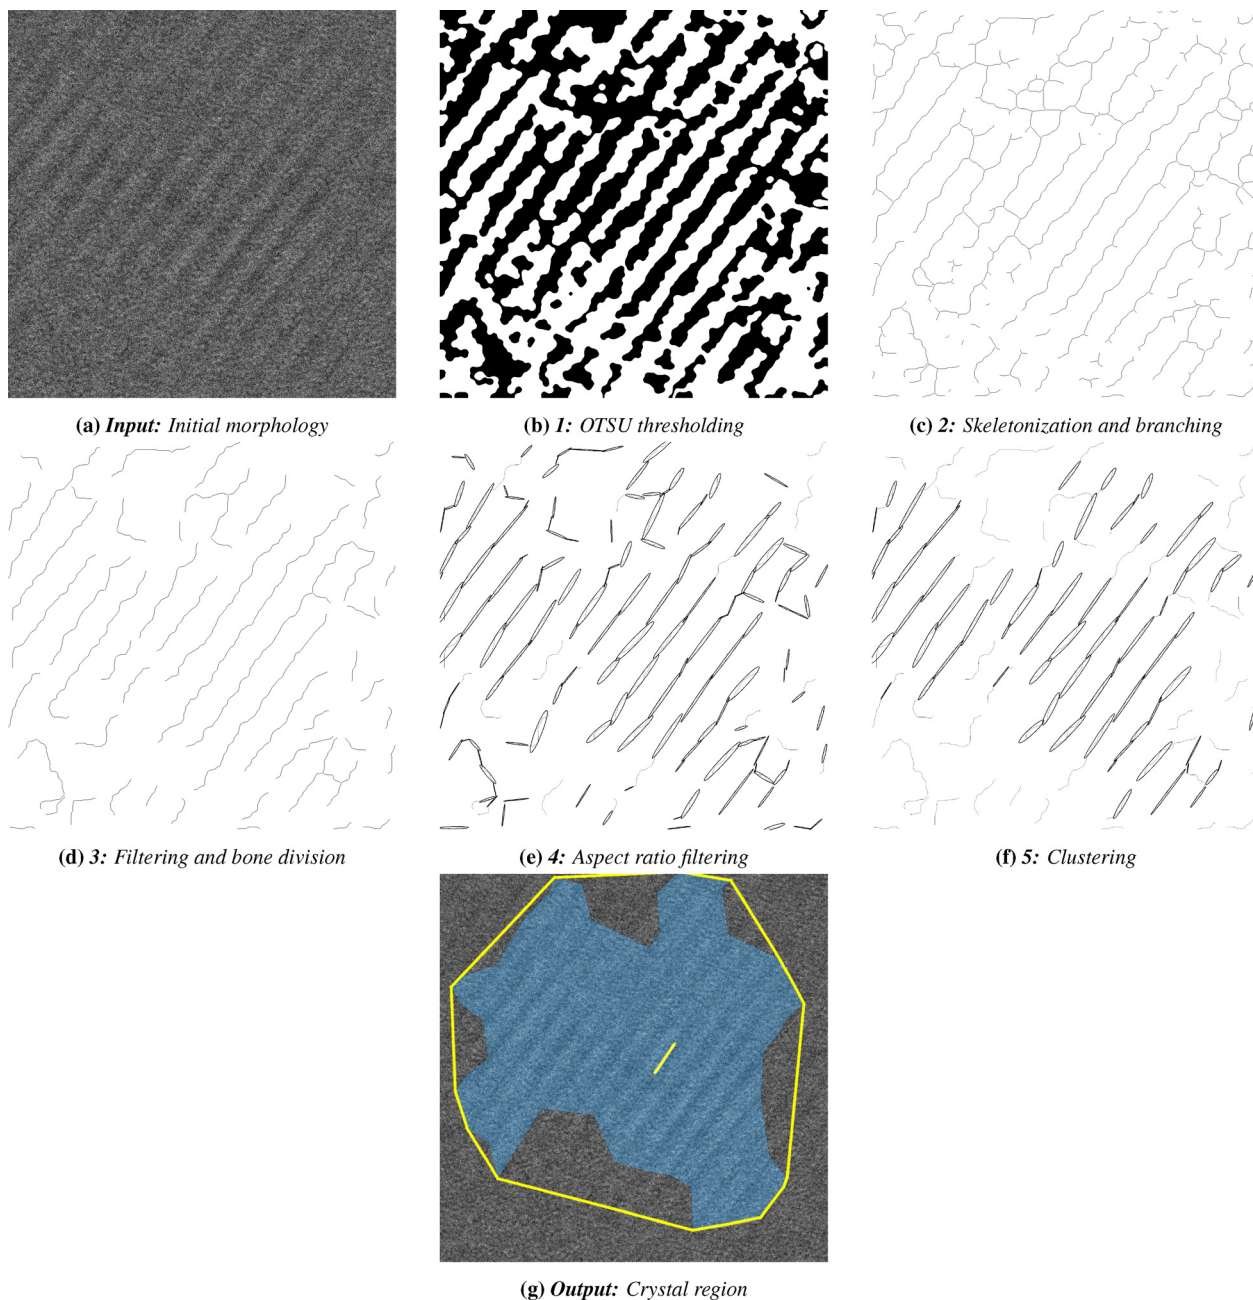 (a) Input: Initial morphology
(b) 1: OTSU thresholding
(c) 2: Skeletonization and branching
(d) 3: Filtering and bone division
(e) 4: Aspect ratio filtering
(f) 5: Clustering
(g) Output: Crystal region